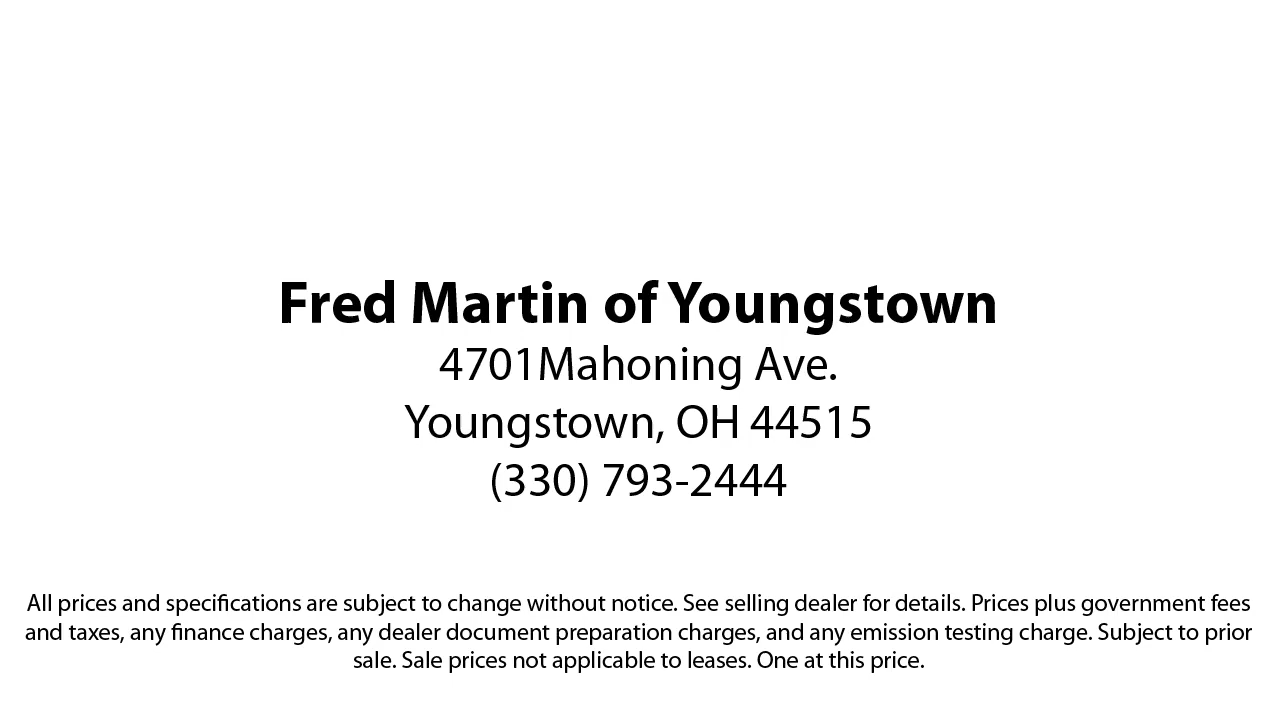 Fred Martin of Youngstown
4701Mahoning Ave.
Youngstown, OH 44515
(330) 793-2444
All prices and specifications are subject to change without notice. See selling dealer for details. Prices plus government fees
and taxes, any finance charges, any dealer document preparation charges, and any emission testing charge. Subject to prior
sale. Sale prices not applicable to leases. One at this price.